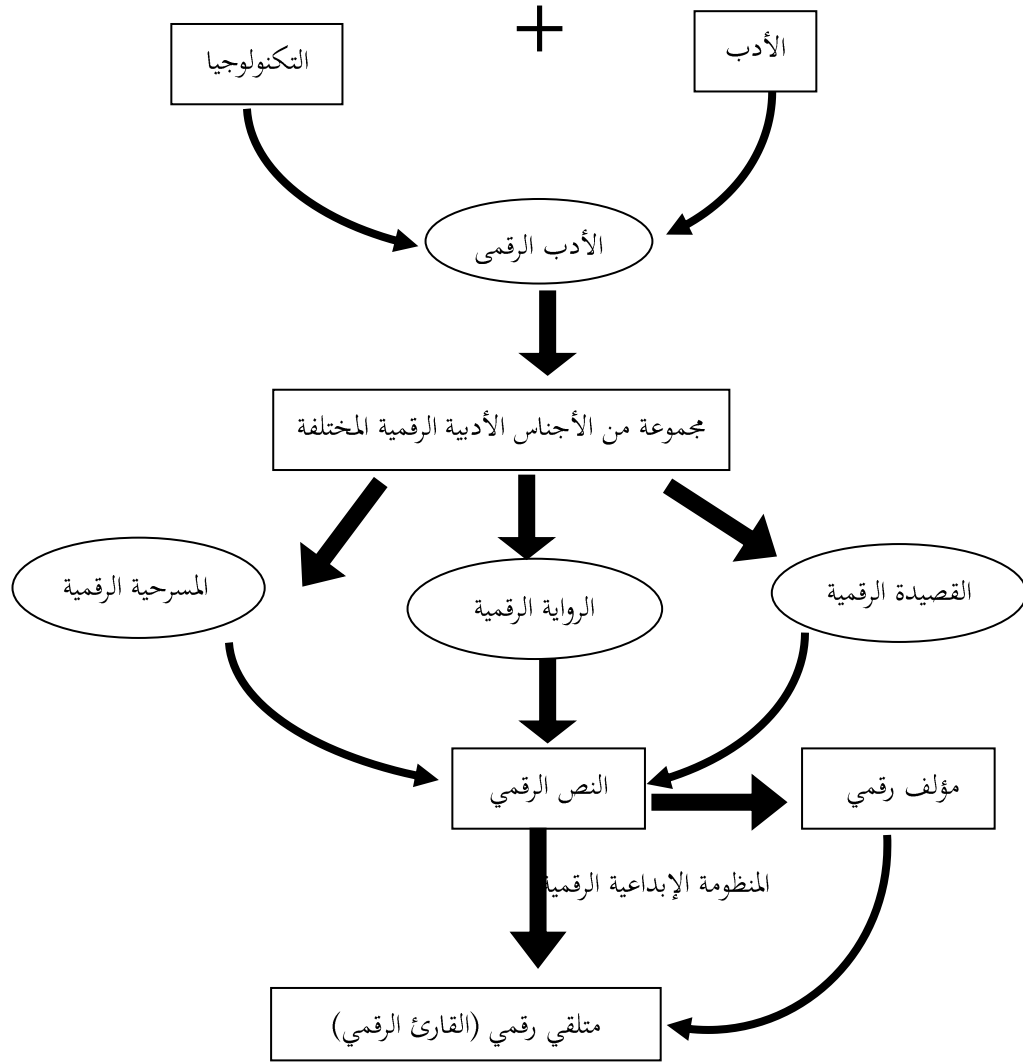 +
الأدب
التكنولوجيا
الأدب الرقمى
مجموعة من الأجناس الأدبية الرقمية المختلفة
القصيدة الرقمية
الرواية الرقمية
المسرحية الرقمية
النص الرقمي
مؤلف رقمي
المنظومة الإبداعية الرقمية
متلقي رقمي (القارئ الرقمي)